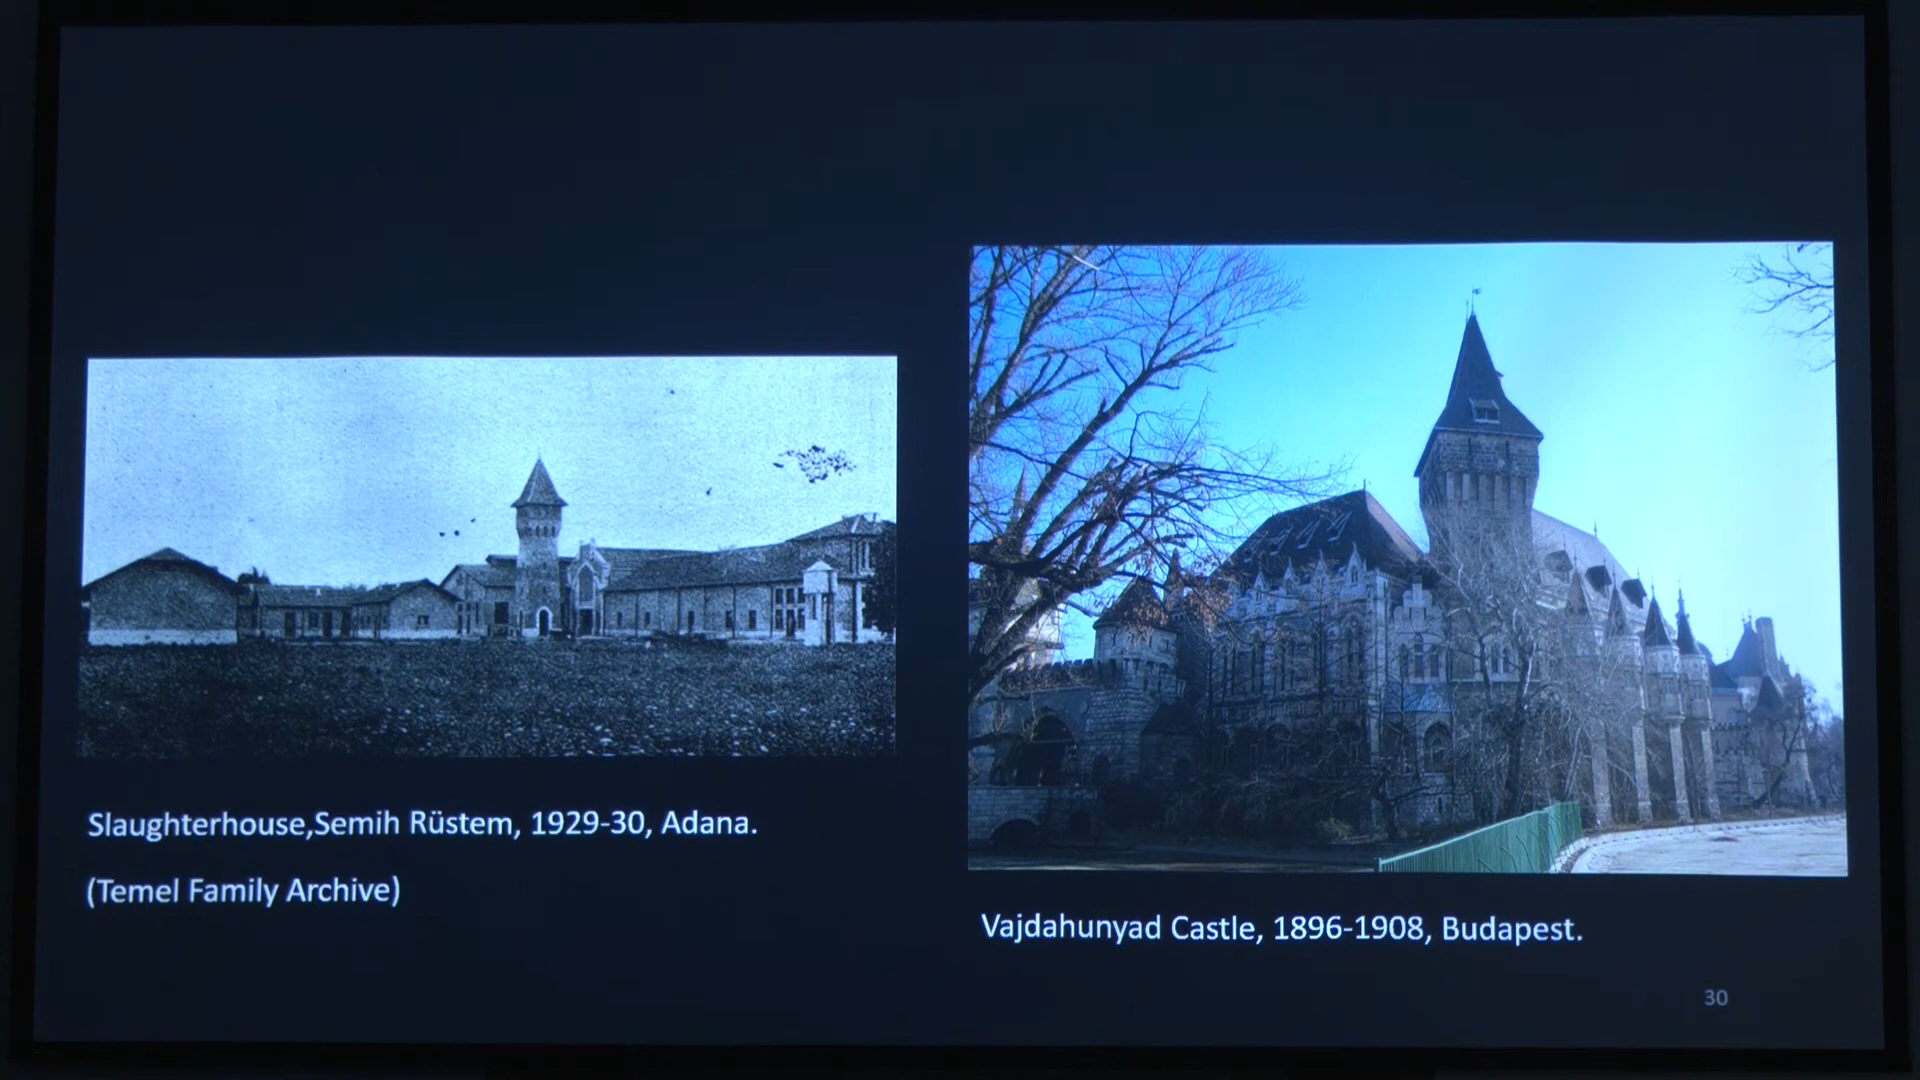 Slaughterhouse,Semih Rüstem, 1929-30, Adana.
(Temel Family Archive)
Vajdahunyad Castle, 1896-1908, Budapest.
30